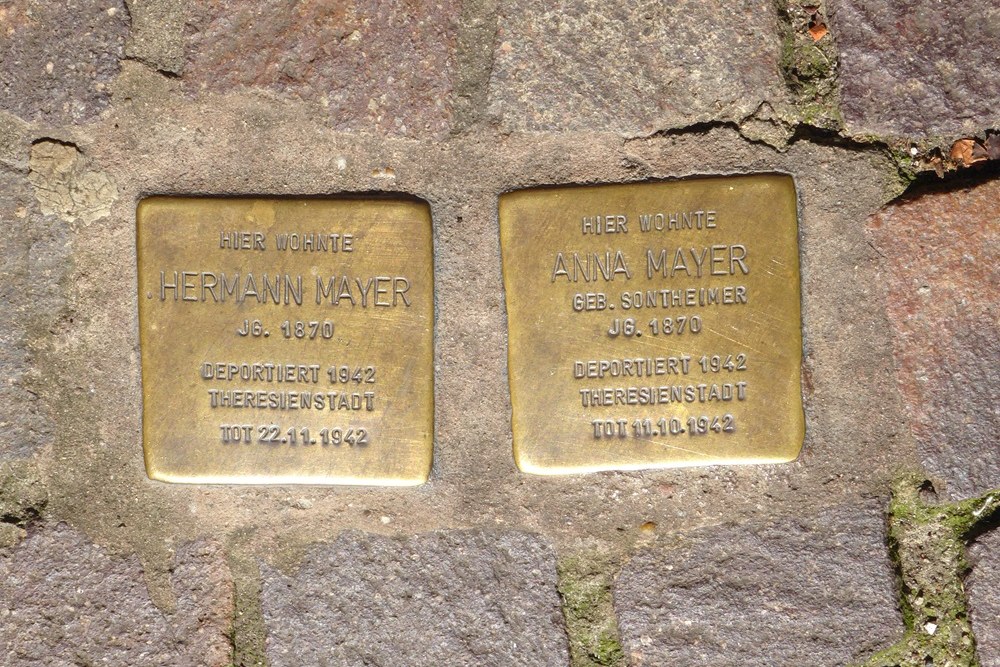 HIER WOHNTE
HERMANN MAYER
JG. 1870
DEPORTIERT 1942
THERESIENSTADT
TOT 22.11.1942
HIER WOHNTE
ANNA MAYER
GEB. SONTHEIMER
JG. 1870
DEPORTIERT 1942
THERESIENSTADT
TOT 11.10.1942